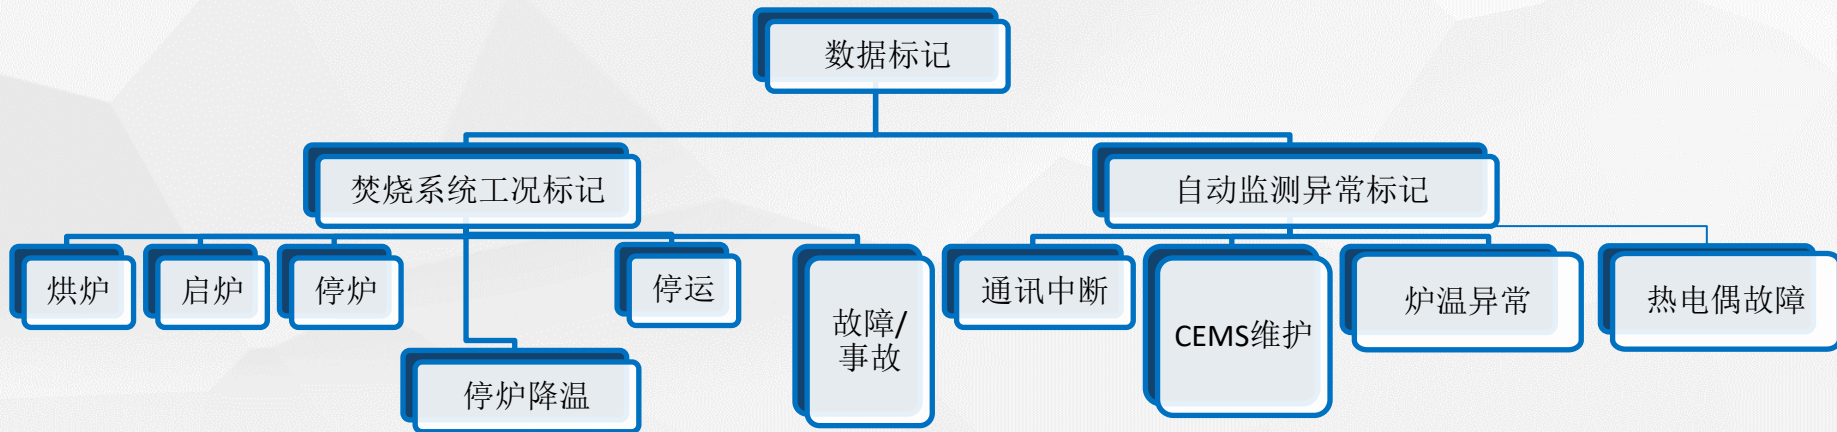 数据标记
焚烧系统工况标记
自动监测异常标记
烘炉
启炉
停炉
停炉降温
停运
故障/
事故
通讯中断
CEMS维护
炉温异常
热电偶故障